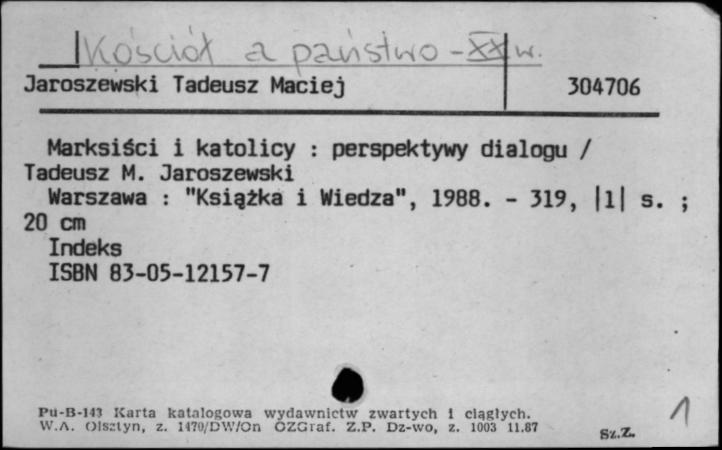 Kościół a państwo - XX w.
Jaroszewski Tadeusz Maciej 304706
Marksiści i katolicy : perspektywy dialogu /
Tadeusz M. Jaroszewski
Warszawa : "Książka i Wiedza", 1988. - 319, |1| s. ;
20 cm
Indeks
ISBN 83-05-12157-7
Pu-B-143 Karta katalogowa wydawnictw zwartych i ciągłych.
W.A. Olsztyn, z. 1470/DW/On OZGraf. Z.P. Dz-wo, z. 1003 11.87
Sz.Z.
1